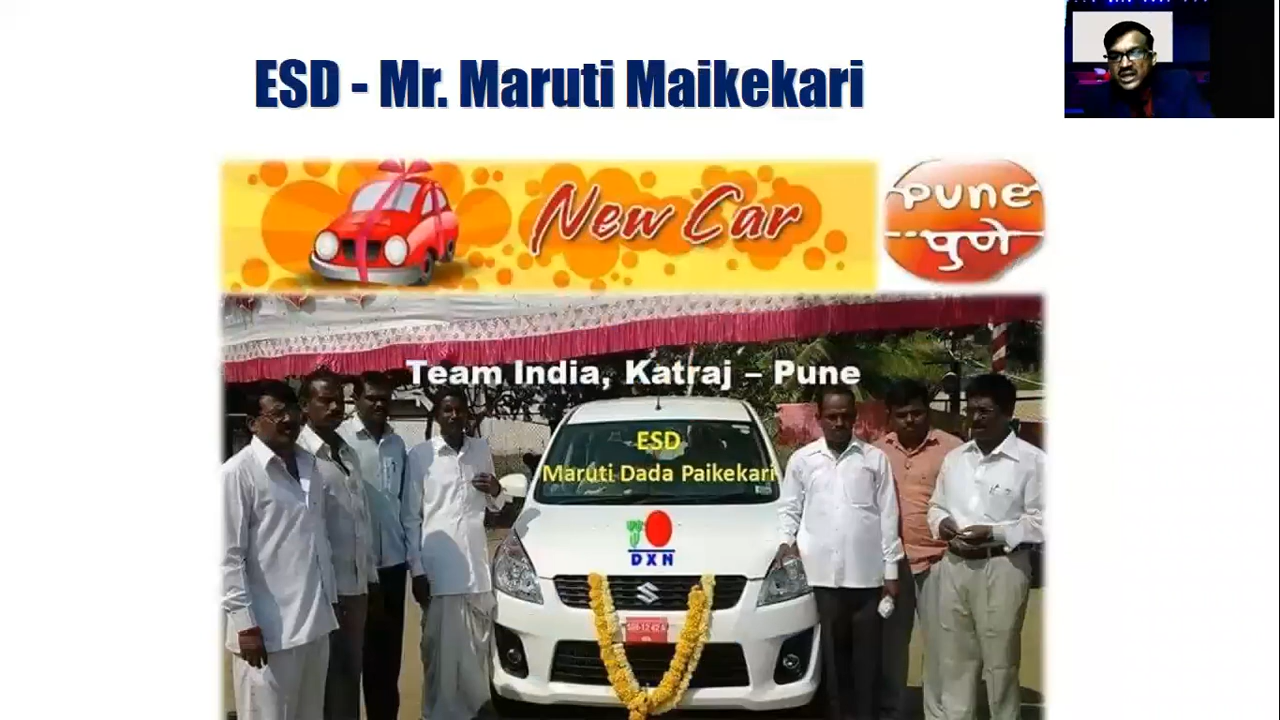 ESD - Mr. Maruti Maikekari
New Car
PUNE
पुणे
Team India, Katraj – Pune
ESD
Maruti Dada Paikekari
DXN